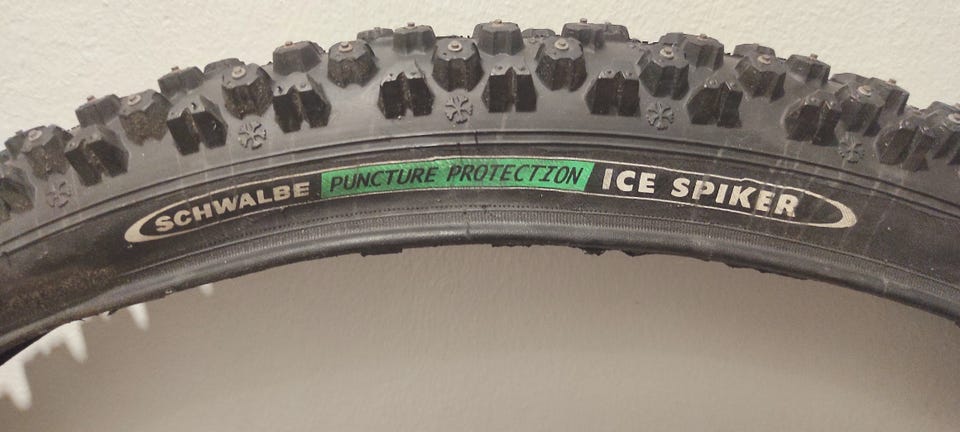 SCHWALBE PUNCTURE PROTECTION ICE SPIKER